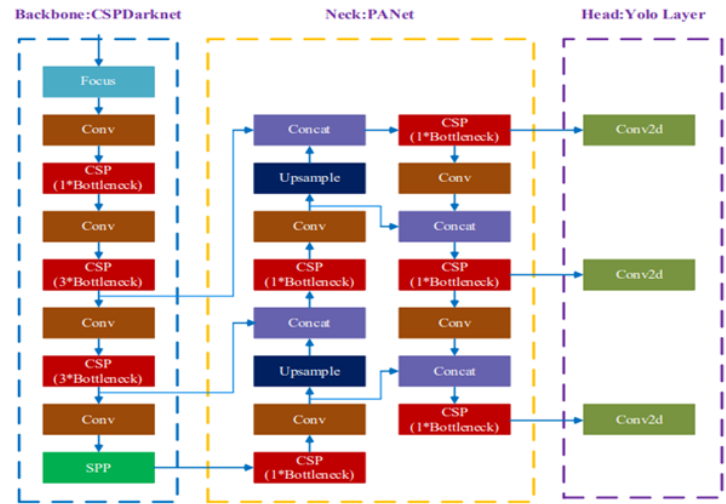 Backbone:CSPDarknet
Neck:PANet
Head:Yolo Layer
Focus
Conv
CSP
(1*Bottleneck)
Conv
CSP
(3*Bottleneck)
Conv
CSP
(3*Bottleneck)
Conv
SPP
Concat
Upsample
Conv
CSP
(1*Bottleneck)
Concat
Upsample
Conv
CSP
(1*Bottleneck)
CSP
(1*Bottleneck)
Conv
Concat
CSP
(1*Bottleneck)
Conv
Concat
CSP
(1*Bottleneck)
Conv2d
Conv2d
Conv2d